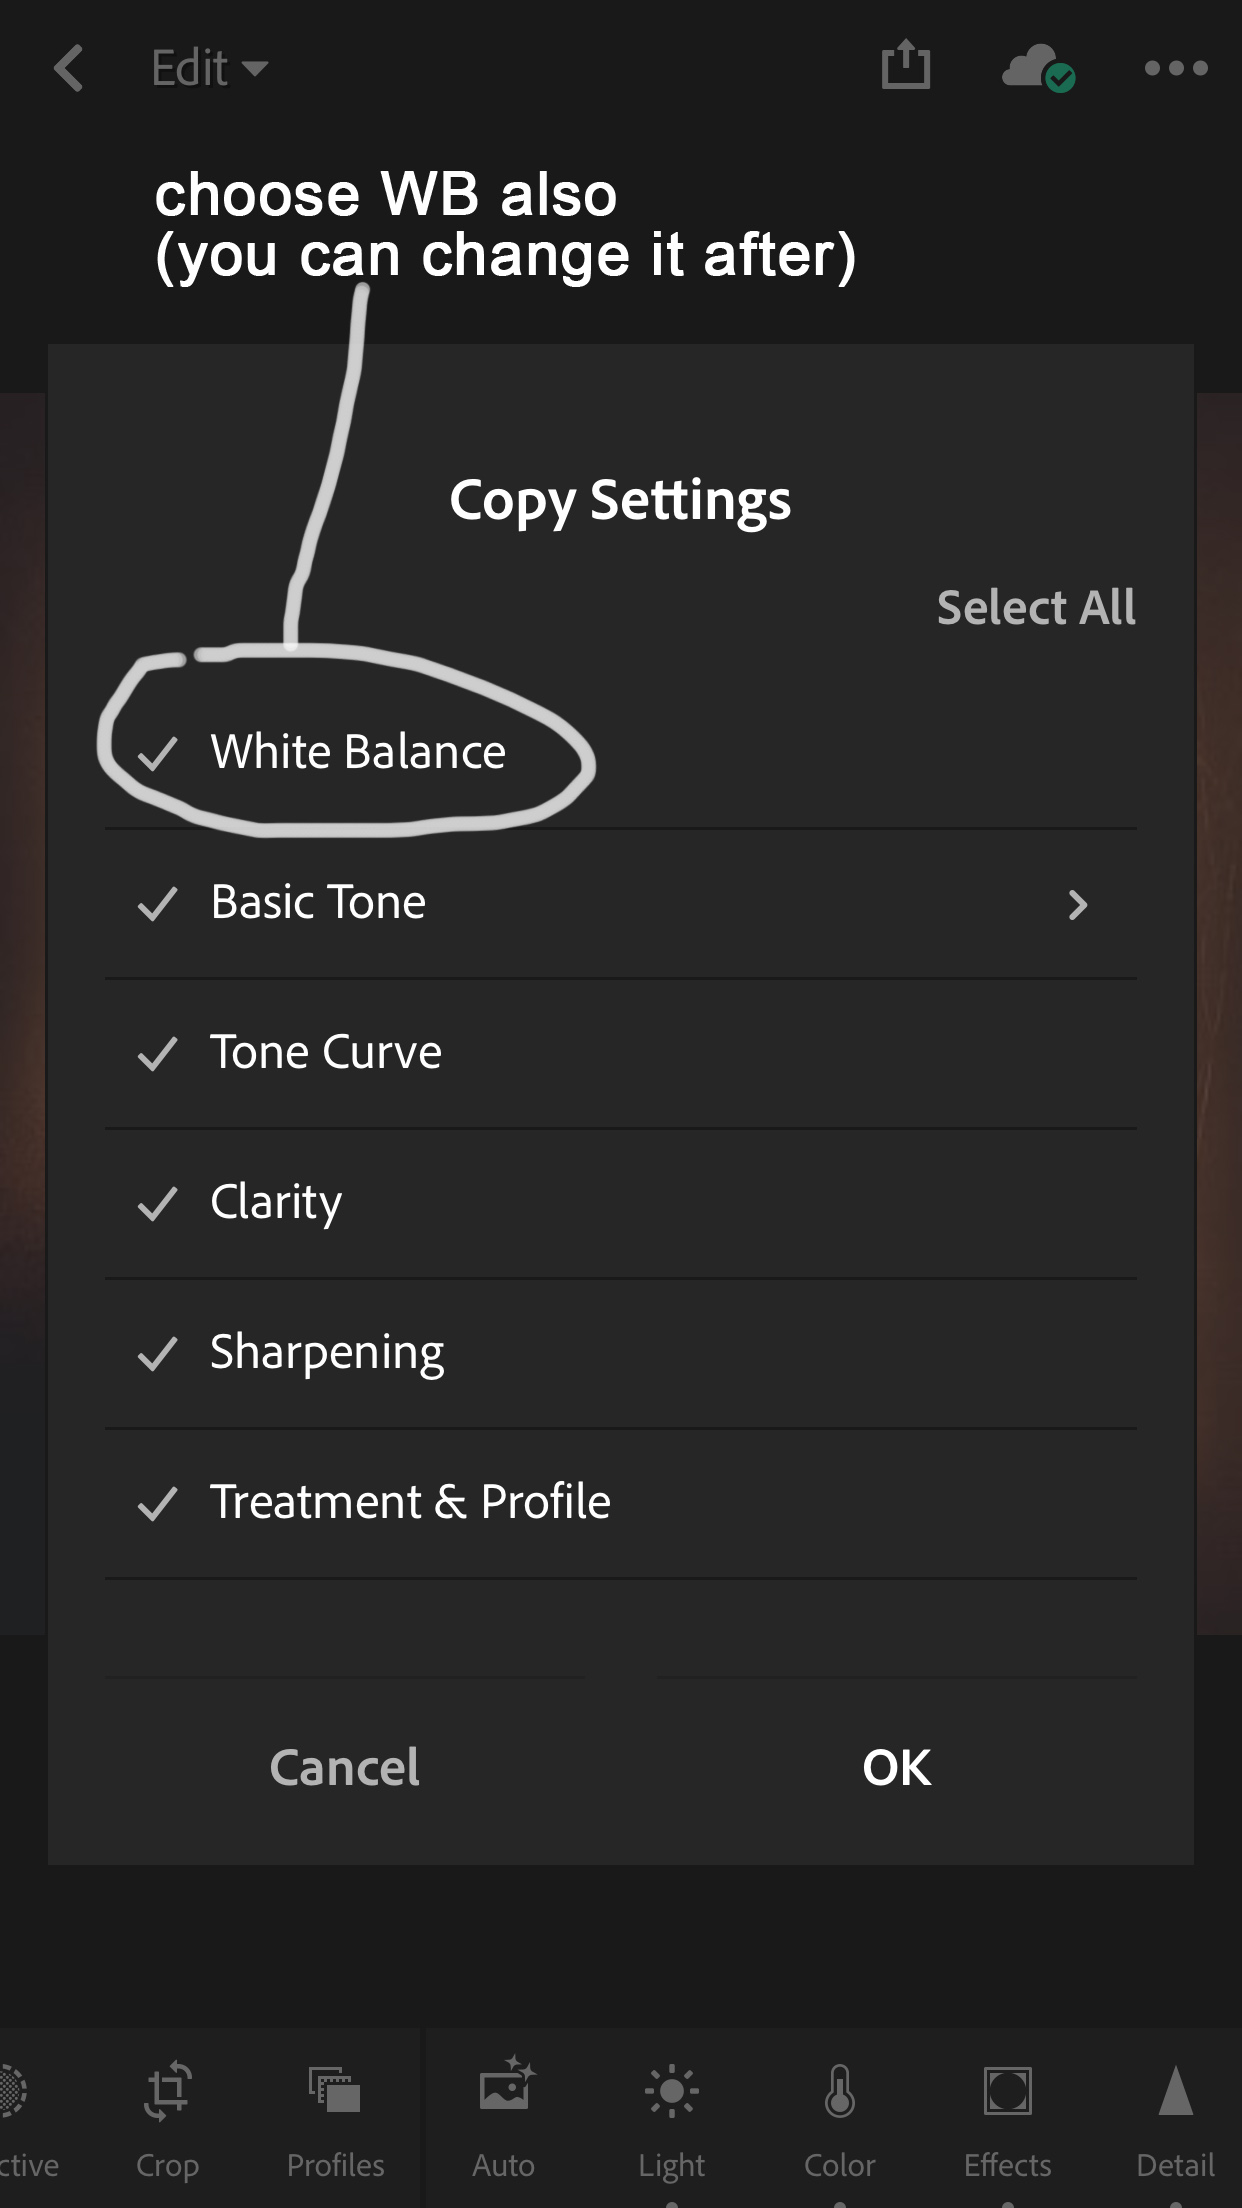 Edit
choose WB also
(you can change it after)
Copy Settings
Select All
White Balance
Basic Tone
Tone Curve
Clarity
Sharpening
Treatment & Profile
Cancel
OK
ctive
Crop
Profiles
Auto
Light
Color
Effects
Detail